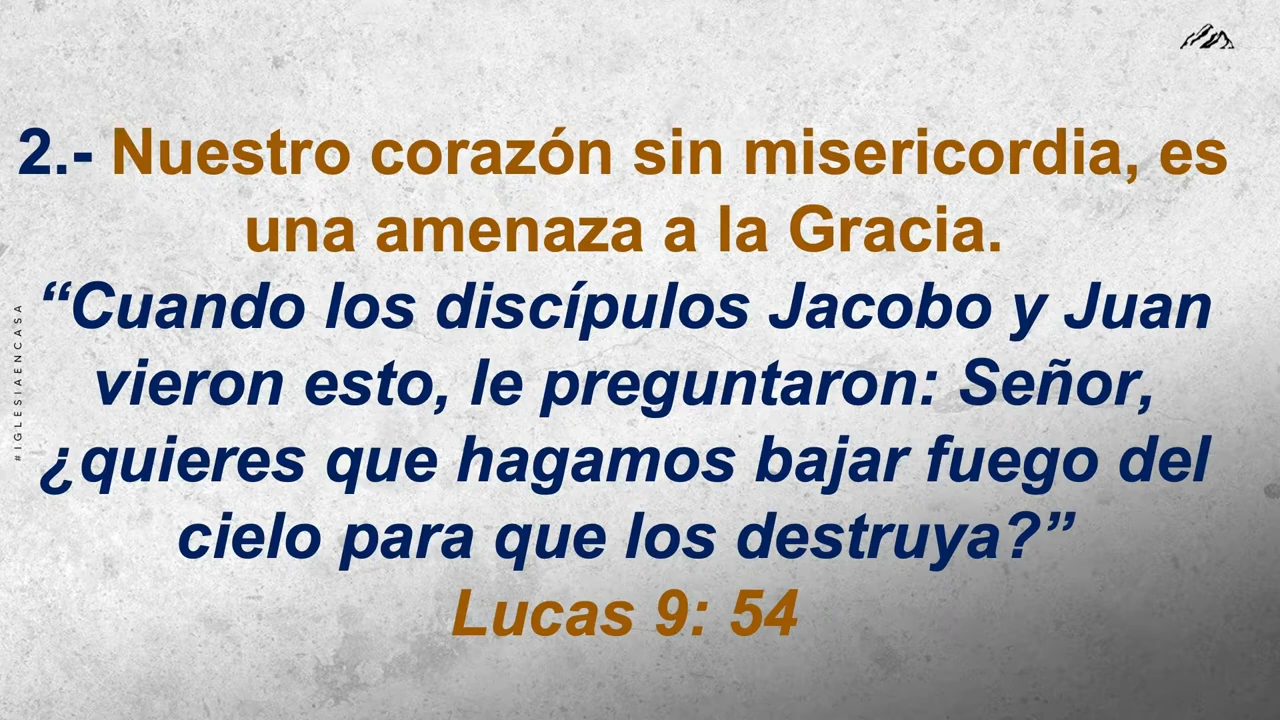 2.- Nuestro corazón sin misericordia, es
una amenaza a la Gracia.
“Cuando los discípulos Jacobo y Juan
vieron esto, le preguntaron: Señor,
¿quieres que hagamos bajar fuego del
cielo para que los destruya?”
Lucas 9: 54
#IGLESIAENCASA